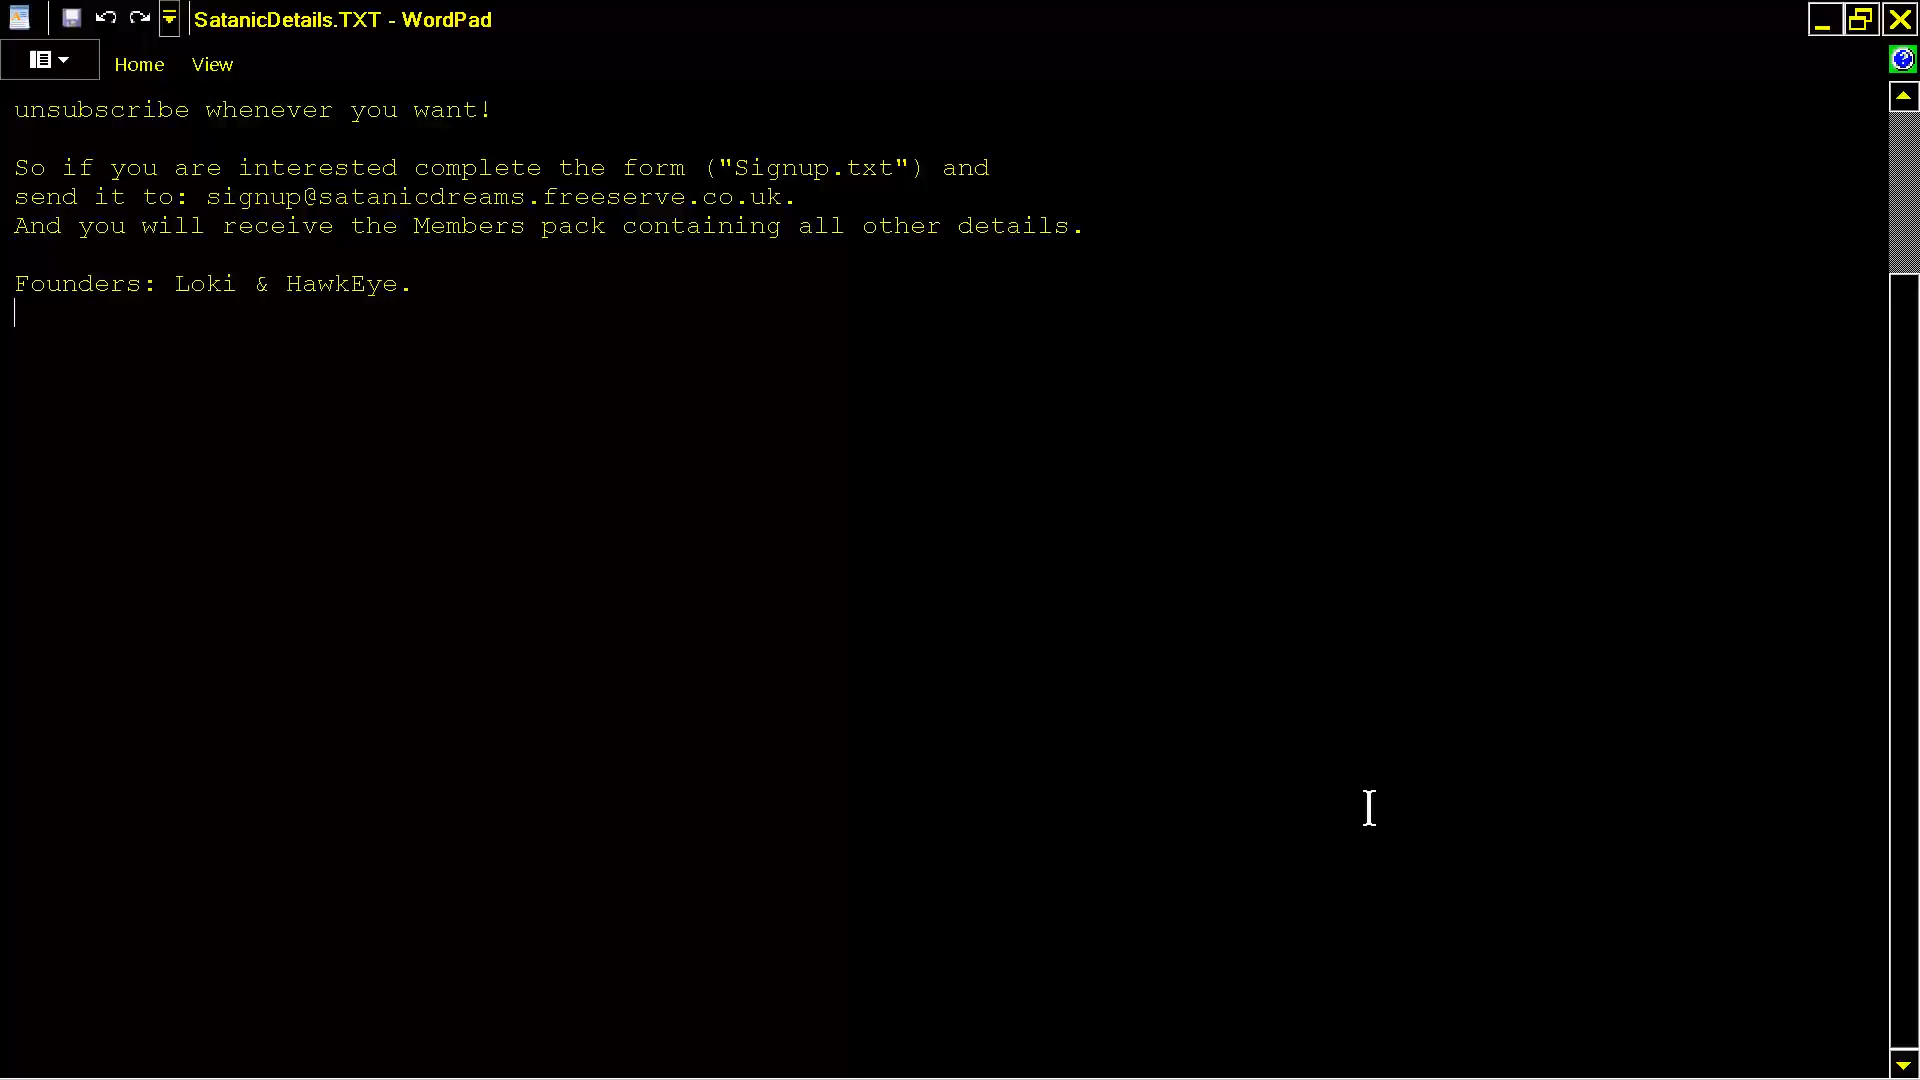 SatanicDetails.TXT - WordPad
Home View
unsubscribe whenever you want!
So if you are interested complete the form ("Signup.txt") and
send it to: signup@satanicdreams.freeserve.co.uk.
And you will receive the Members pack containing all other details.
Founders: Loki & HawkEye.